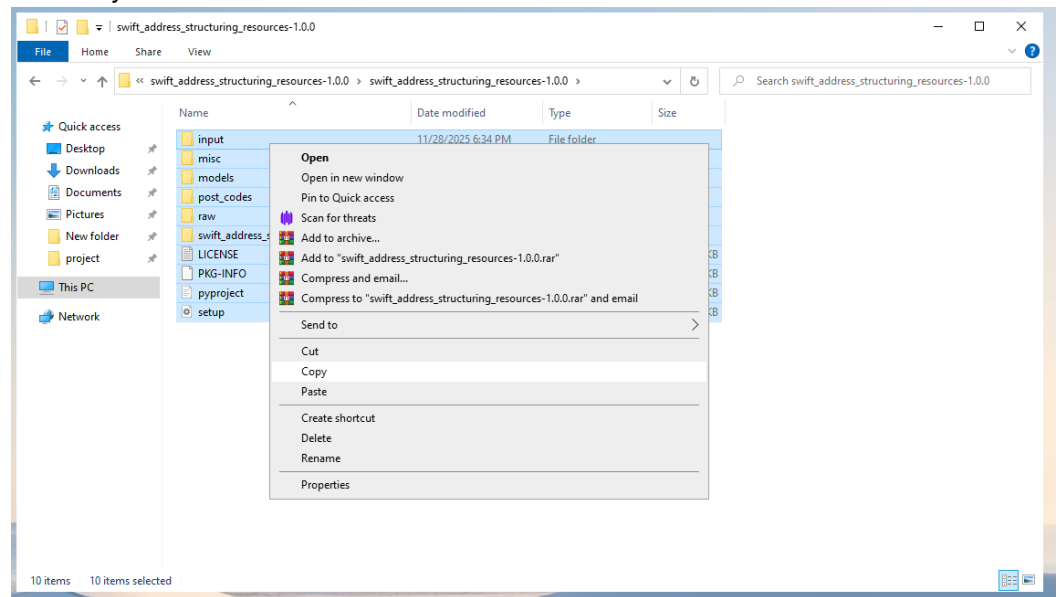 swift_address_structuring_resources-1.0.0
File Home Share View
« swift_address_structuring_resources-1.0.0 > swift_address_structuring_resources-1.0.0 >
Search swift_address_structuring_resources-1.0.0
Name Date modified Type Size
Quick access
Desktop
Downloads
Documents
Pictures
New folder
project
This PC
Network
input 11/28/2025 6:34 PM File folder
misc
models
post_codes
raw
swift_address_s
LICENSE KB
PKG-INFO KB
pyproject KB
setup KB
Open
Open in new window
Pin to Quick access
Scan for threats
Add to archive...
Add to "swift_address_structuring_resources-1.0.0.rar"
Compress and email...
Compress to "swift_address_structuring_resources-1.0.0.rar" and email
Send to
Cut
Copy
Paste
Create shortcut
Delete
Rename
Properties
10 items 10 items selected